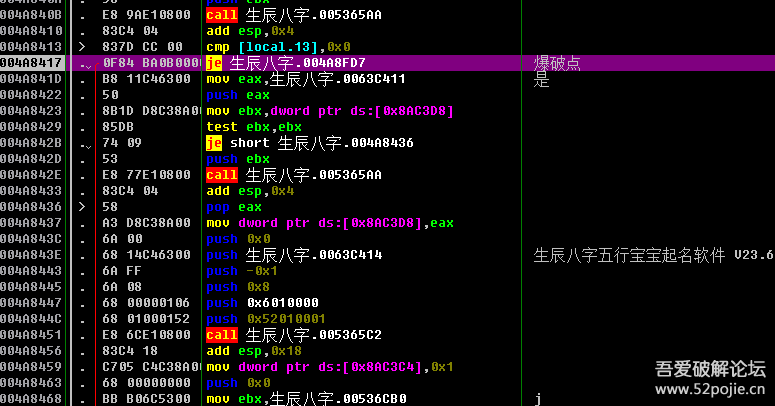 push ebx
004A840B . E8 9AE10800 call 生辰八字.005365AA
004A8410 . 83C4 04 add esp,0x4
004A8413 > 837D CC 00 cmp [local.13],0x0
004A8417 . 0F84 BA0B0000 je 生辰八字.004A8FD7 爆破点
004A841D . B8 11C46300 mov eax,生辰八字.0063C411 是
004A8422 . 50 push eax
004A8423 . 8B1D D8C38A00 mov ebx,dword ptr ds:[0x8AC3D8]
004A8429 . 85DB test ebx,ebx
004A842B . 74 09 je short 生辰八字.004A8436
004A842D . 53 push ebx
004A842E . E8 77E10800 call 生辰八字.005365AA
004A8433 . 83C4 04 add esp,0x4
004A8436 > 58 pop eax
004A8437 . A3 D8C38A00 mov dword ptr ds:[0x8AC3D8],eax
004A843C . 6A 00 push 0x0
004A843E . 68 14C46300 push 生辰八字.0063C414 生辰八字五行宝宝起名软件 V23.6
004A8443 . 6A FF push -0x1
004A8445 . 6A 08 push 0x8
004A8447 . 68 00000106 push 0x6010000
004A844C . 68 01000152 push 0x52010001
004A8451 . E8 6CE10800 call 生辰八字.005365C2
004A8456 . 83C4 18 add esp,0x18
004A8459 . C705 C4C38A00 mov dword ptr ds:[0x8AC3C4],0x1
004A8463 . 68 00000000 push 0x0
004A8468 . BB B06C5300 mov ebx,生辰八字.00536CB0 j
吾爱破解论坛
www.52pojie.cn